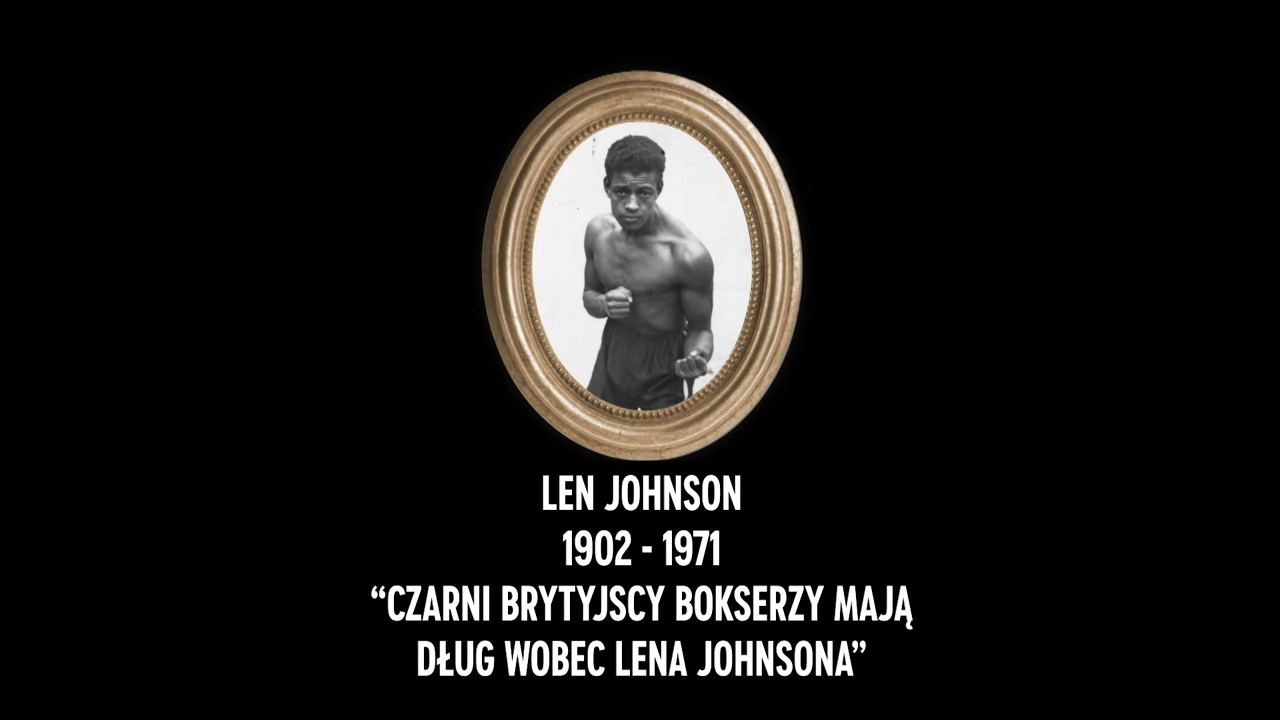 LEN JOHNSON
1902 - 1971
“CZARNI BRYTYJSCY BOKSERZY MAJĄ
DŁUG WOBEC LENA JOHNSONA”